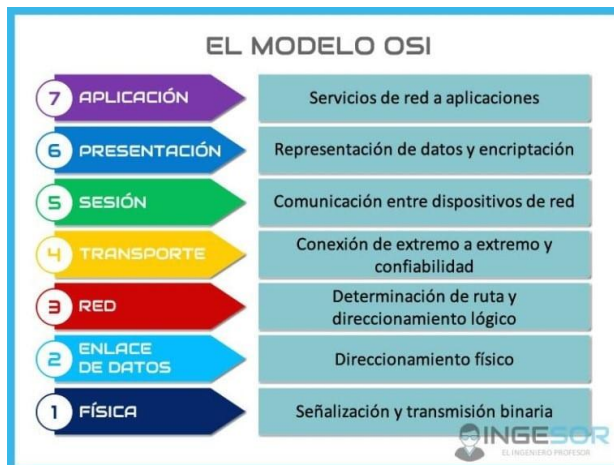 EL MODELO OSI
7 APLICACIÓN
Servicios de red a aplicaciones
6 PRESENTACIÓN
Representación de datos y encriptación
5 SESIÓN
Comunicación entre dispositivos de red
4 TRANSPORTE
Conexión de extremo a extremo y
confiabilidad
3 RED
Determinación de ruta y
direccionamiento lógico
2 ENLACE
DE DATOS
Direccionamiento físico
1 FÍSICA
Señalización y transmisión binaria
INGESOR
EL INGENIERO PROFESOR